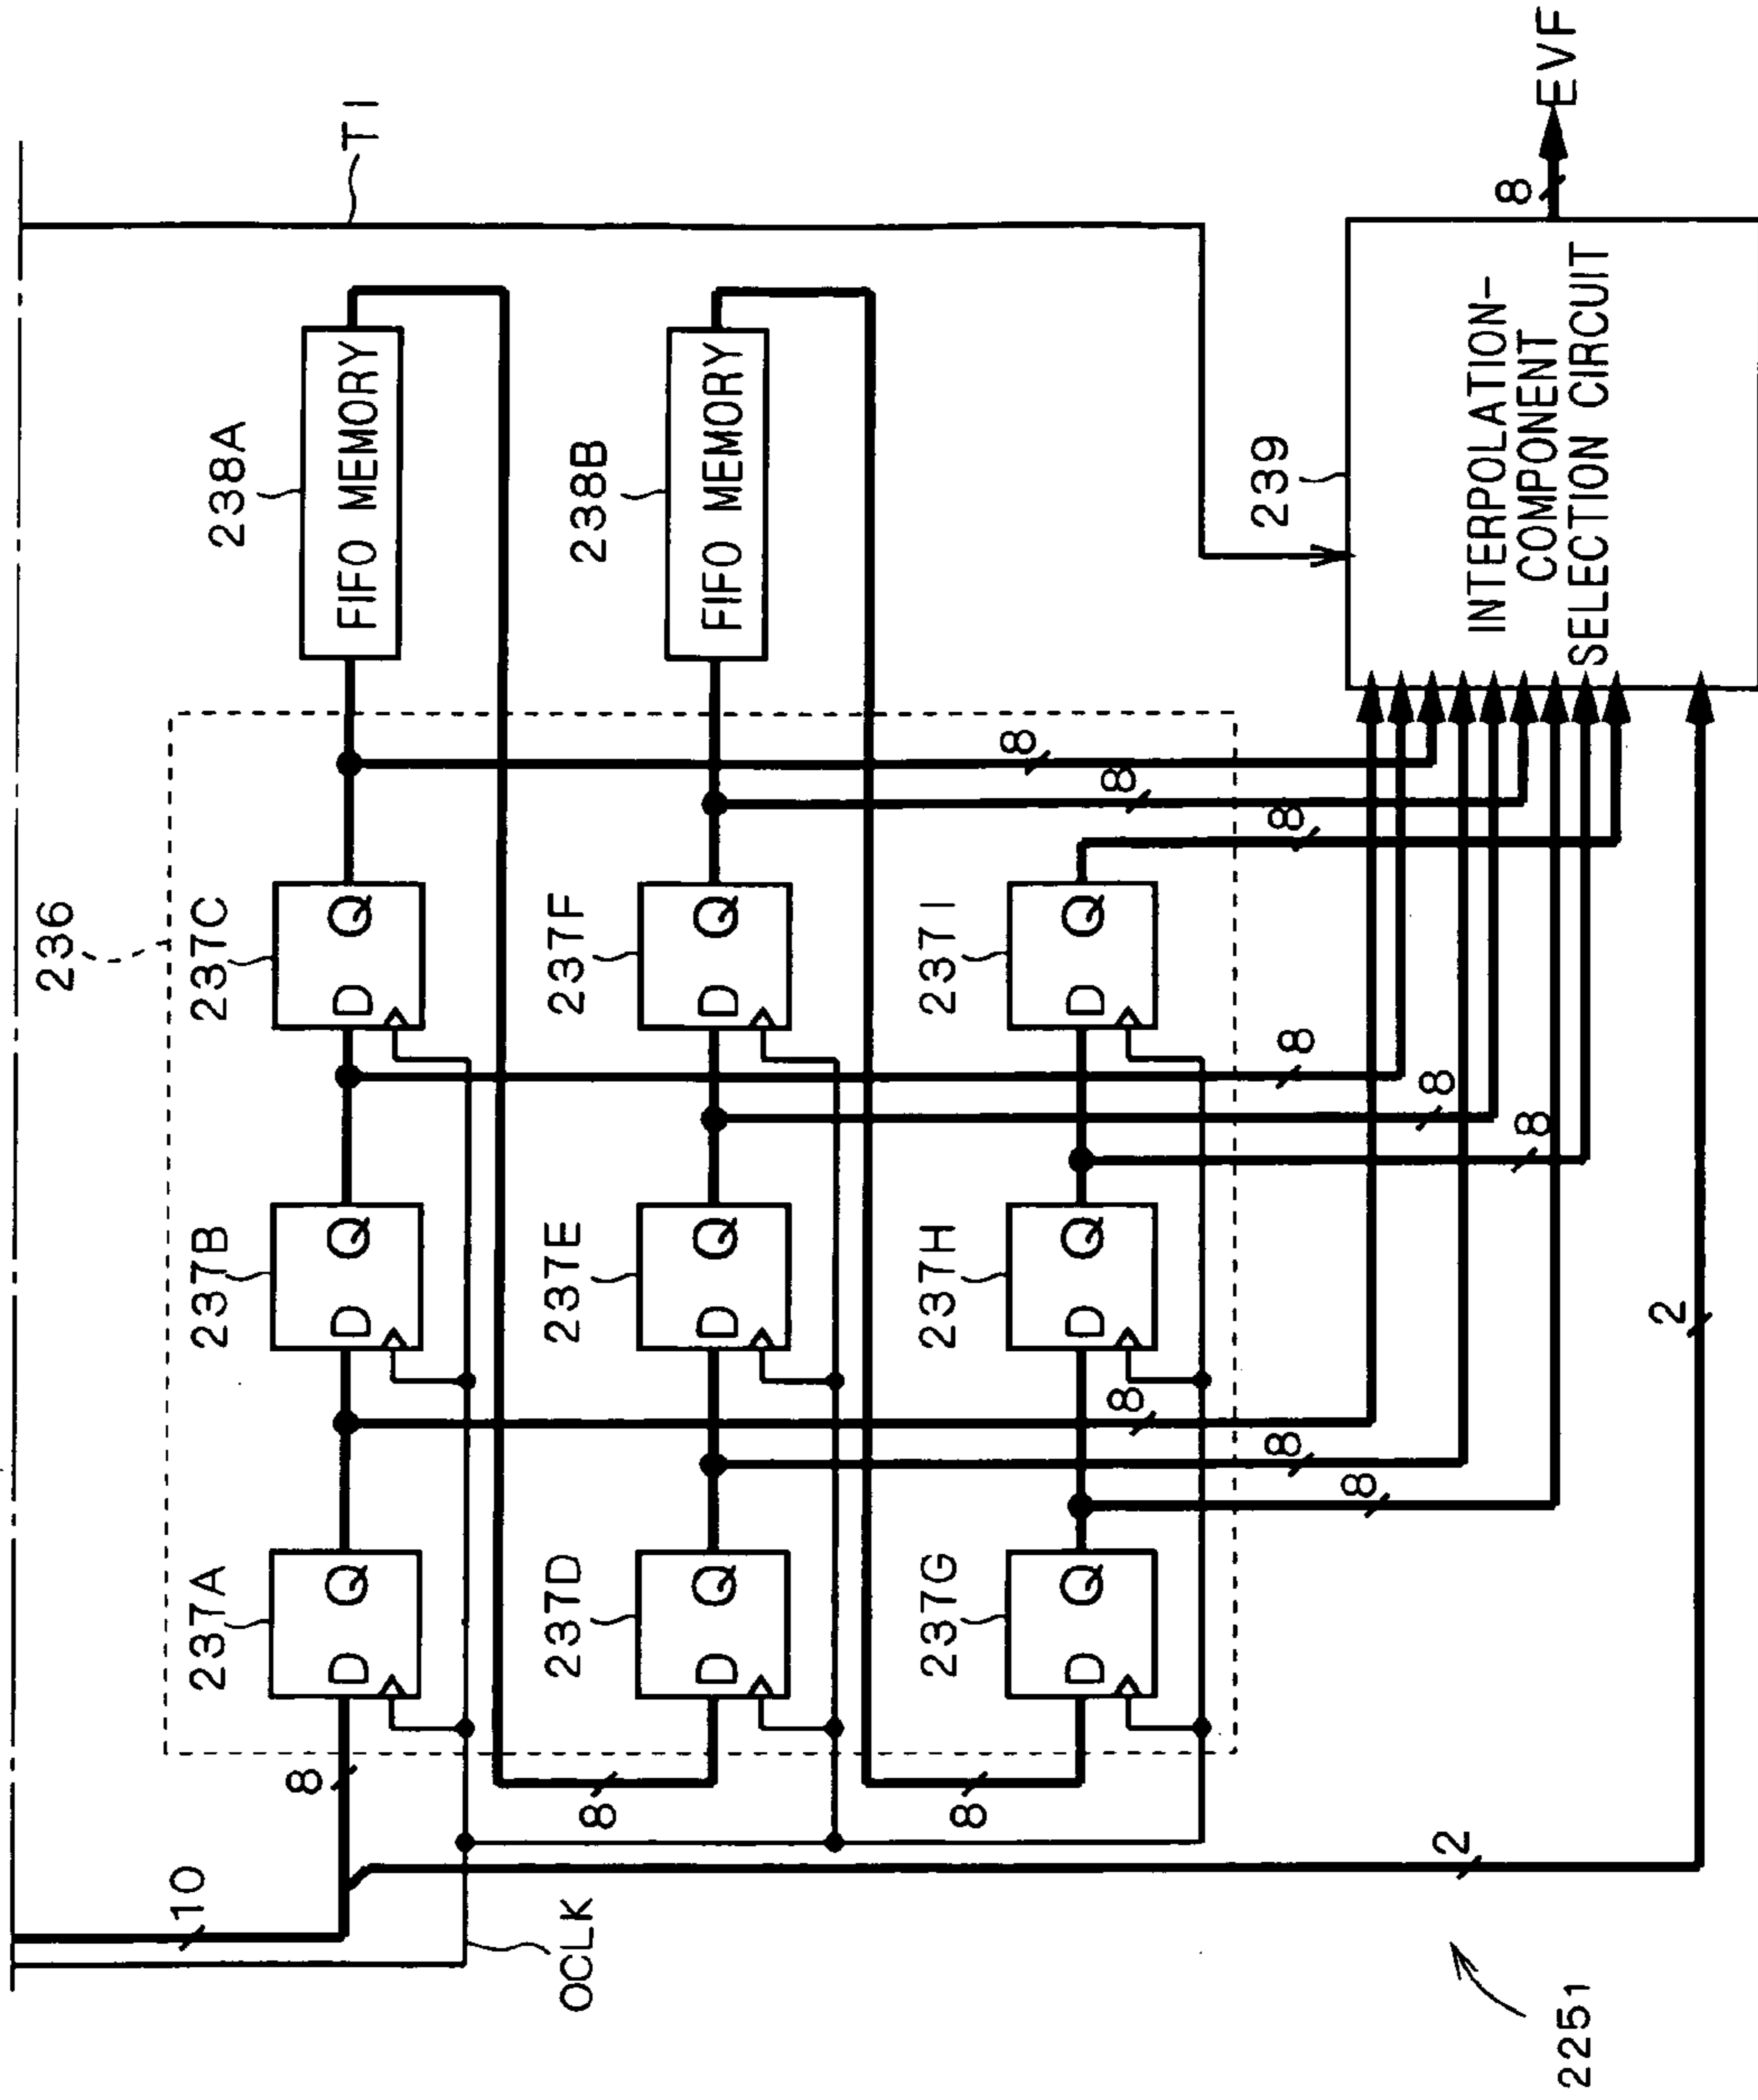 10
OCLK
TI
236
8
237A
D Q
237B
D Q
237C
D Q
238A
FIFO MEMORY
8
237D
D Q
237E
D Q
237F
D Q
238B
FIFO MEMORY
8
237G
D Q
237H
D Q
237I
D Q
8
8
8
8
8
8
8
8
8
2
2
239
INTERPOLATION-
COMPONENT
SELECTION CIRCUIT
8
EVF
2251